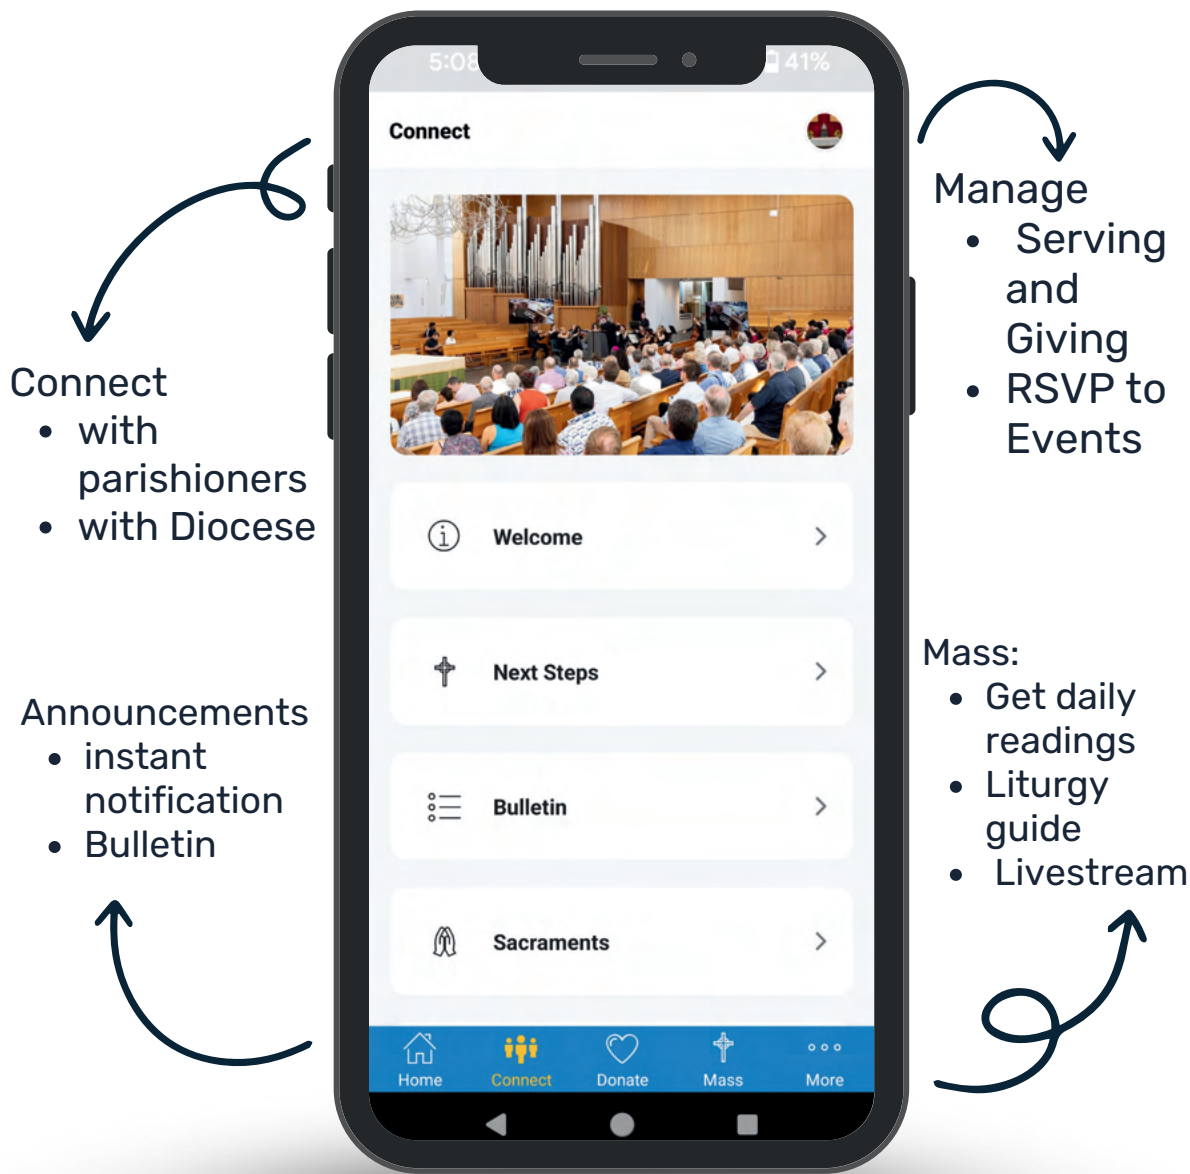 5:08
41%
Connect
Welcome
Next Steps
Bulletin
Sacraments
Home
Connect
Donate
Mass
More
Connect
• with
parishioners
• with Diocese
Announcements
• instant
notification
• Bulletin
Manage
• Serving
and
Giving
• RSVP to
Events
Mass:
• Get daily
readings
• Liturgy
guide
• Livestream